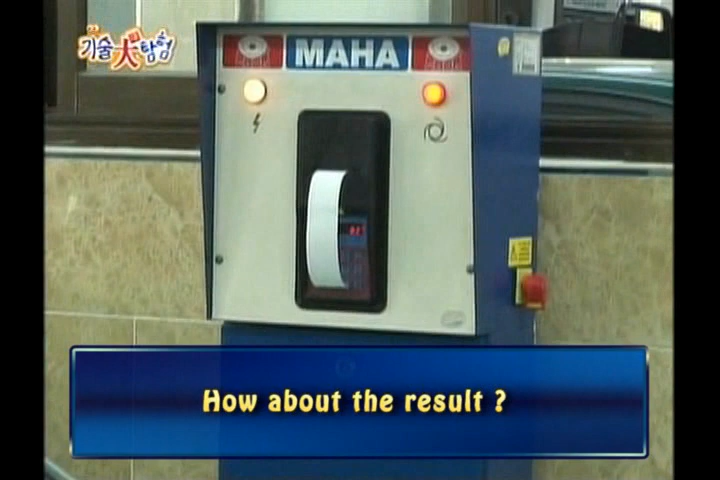 기술大탐험
MAHA
How about the result ?